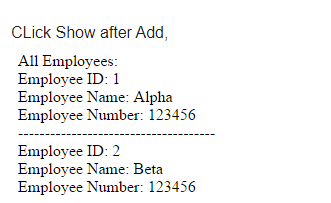 CLick Show after Add,
All Employees:
Employee ID: 1
Employee Name: Alpha
Employee Number: 123456
-------------------------------------
Employee ID: 2
Employee Name: Beta
Employee Number: 123456